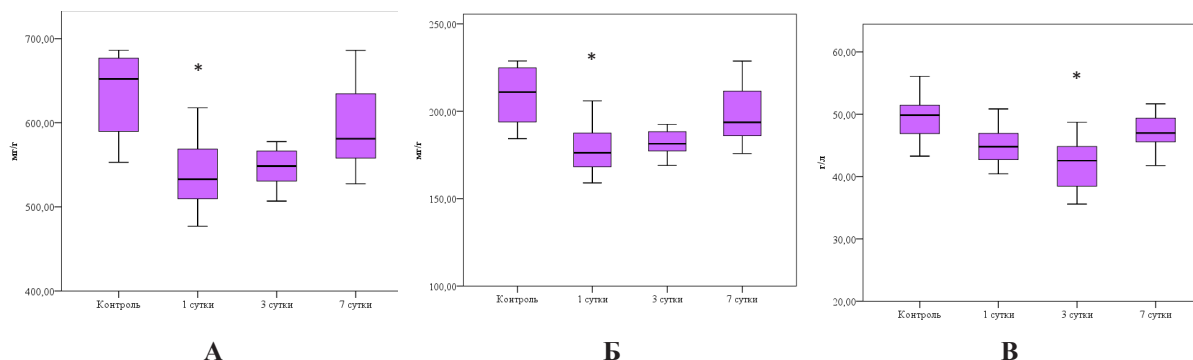 700,00
600,00
500,00
400,00
мг/г
*
Контроль 1 сутки 3 сутки 7 сутки
А
250,00
200,00
150,00
100,00
мг/г
*
Контроль 1 сутки 3 сутки 7 сутки
Б
60,00
50,00
40,00
30,00
20,00
г/л
*
Контроль 1 сутки 3 сутки 7 сутки
В